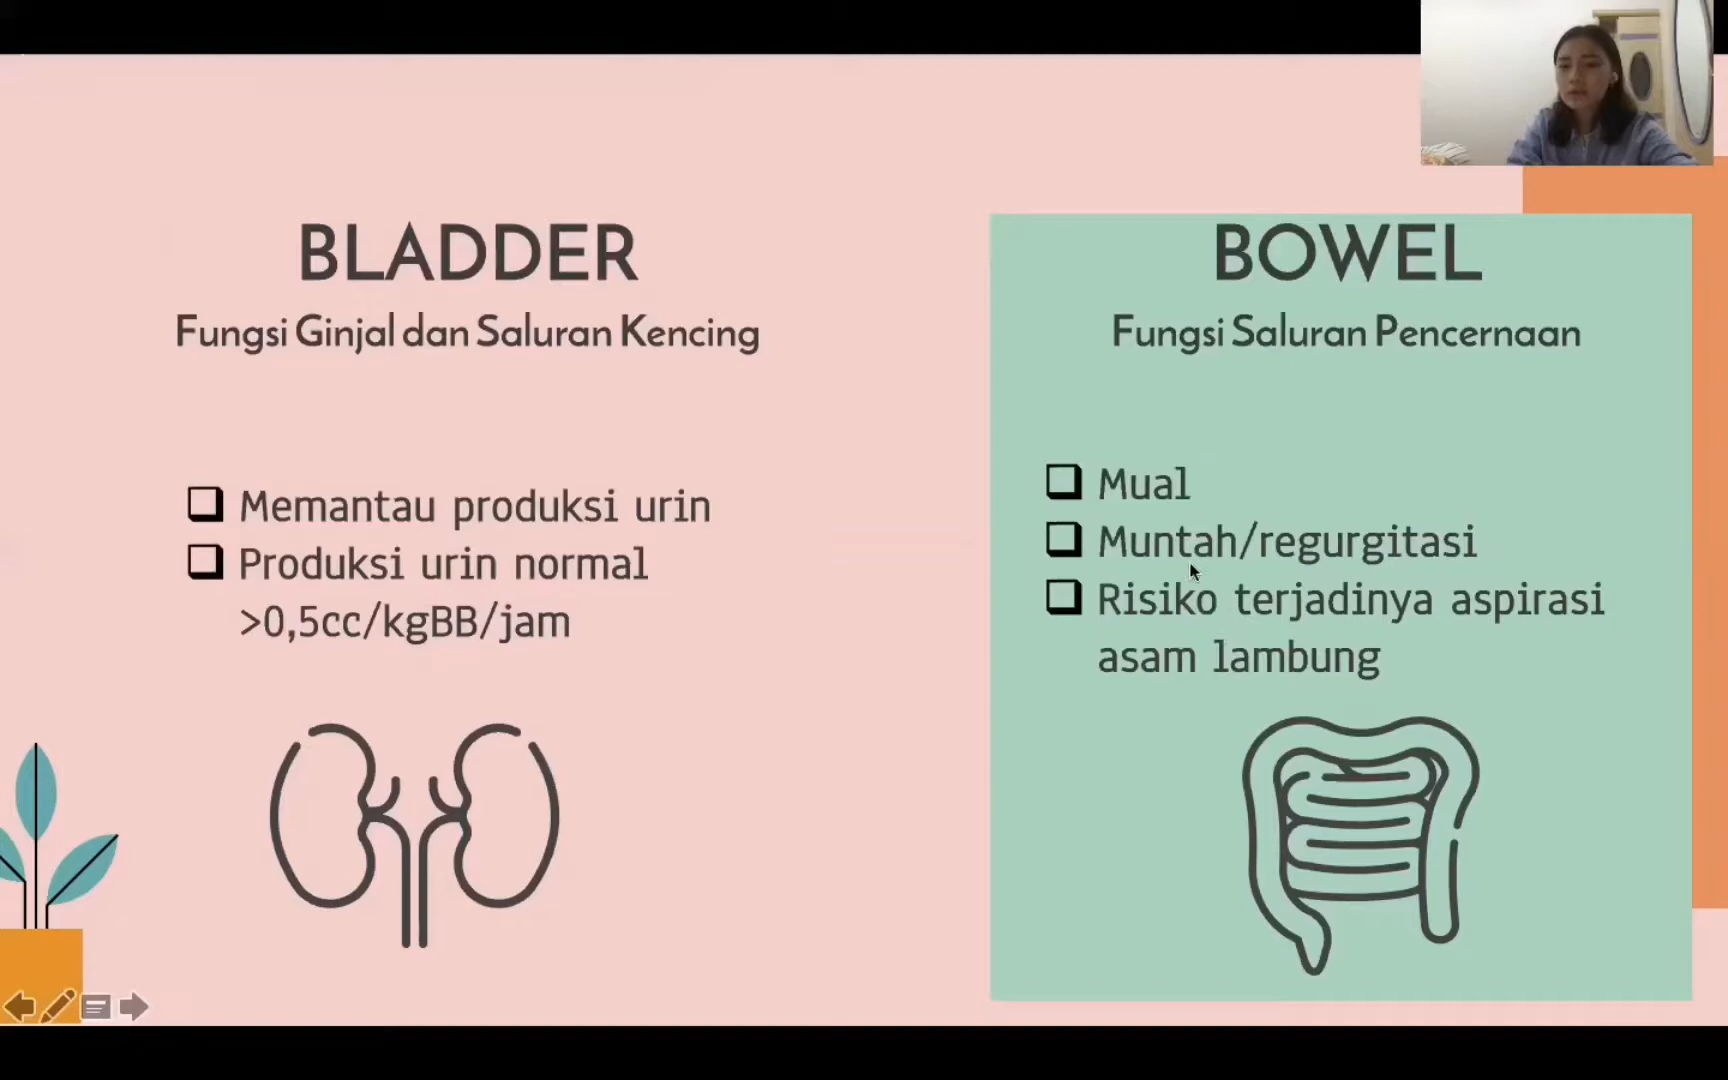 BLADDER
Fungsi Ginjal dan Saluran Kencing
Memantau produksi urin
Produksi urin normal
>0,5cc/kgBB/jam
BOWEL
Fungsi Saluran Pencernaan
Mual
Muntah/regurgitasi
Risiko terjadinya aspirasi
asam lambung